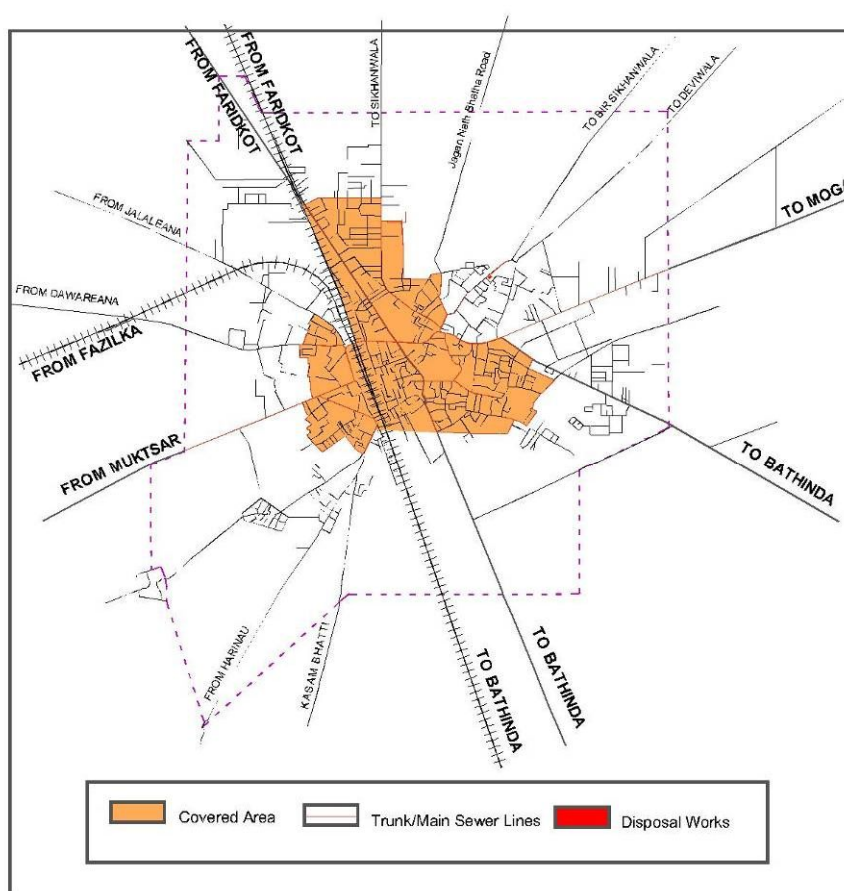 FROM FARIDKOT
FROM FARIDKOT
TO SIKHANWALA
Jagan Nath Bhatha Road
TO BIR SIKHANWALA
TO DEVIWALA
TO MOGA
FROM JALALEANA
FROM DAWAREANA
FROM FAZILKA
FROM MUKTSAR
TO BATHINDA
FROM HARINAU
KASAM BHATTI
TO BATHINDA
TO BATHINDA
Covered Area
Trunk/Main Sewer Lines
Disposal Works